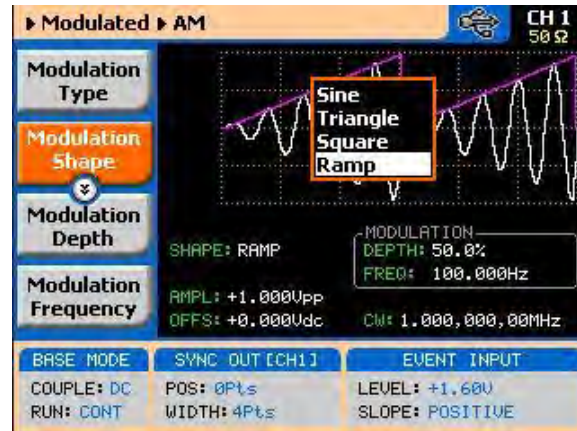 Modulated AM
CH 1
50 Ω
Modulation
Type
Modulation
Shape
Modulation
Depth
Modulation
Frequency
Sine
Triangle
Square
Ramp
SHAPE: RAMP
MODULATION
DEPTH: 50.0%
FREQ: 100.000Hz
AMPL: +1.000Vpp
OFFS: +0.000Vdc
CW: 1.000,000,00MHz
BASE MODE
COUPLE: DC
RUN: CONT
SYNC OUT [CH1]
POS: 0Pts
WIDTH: 4Pts
EVENT INPUT
LEVEL: +1.60V
SLOPE: POSITIVE